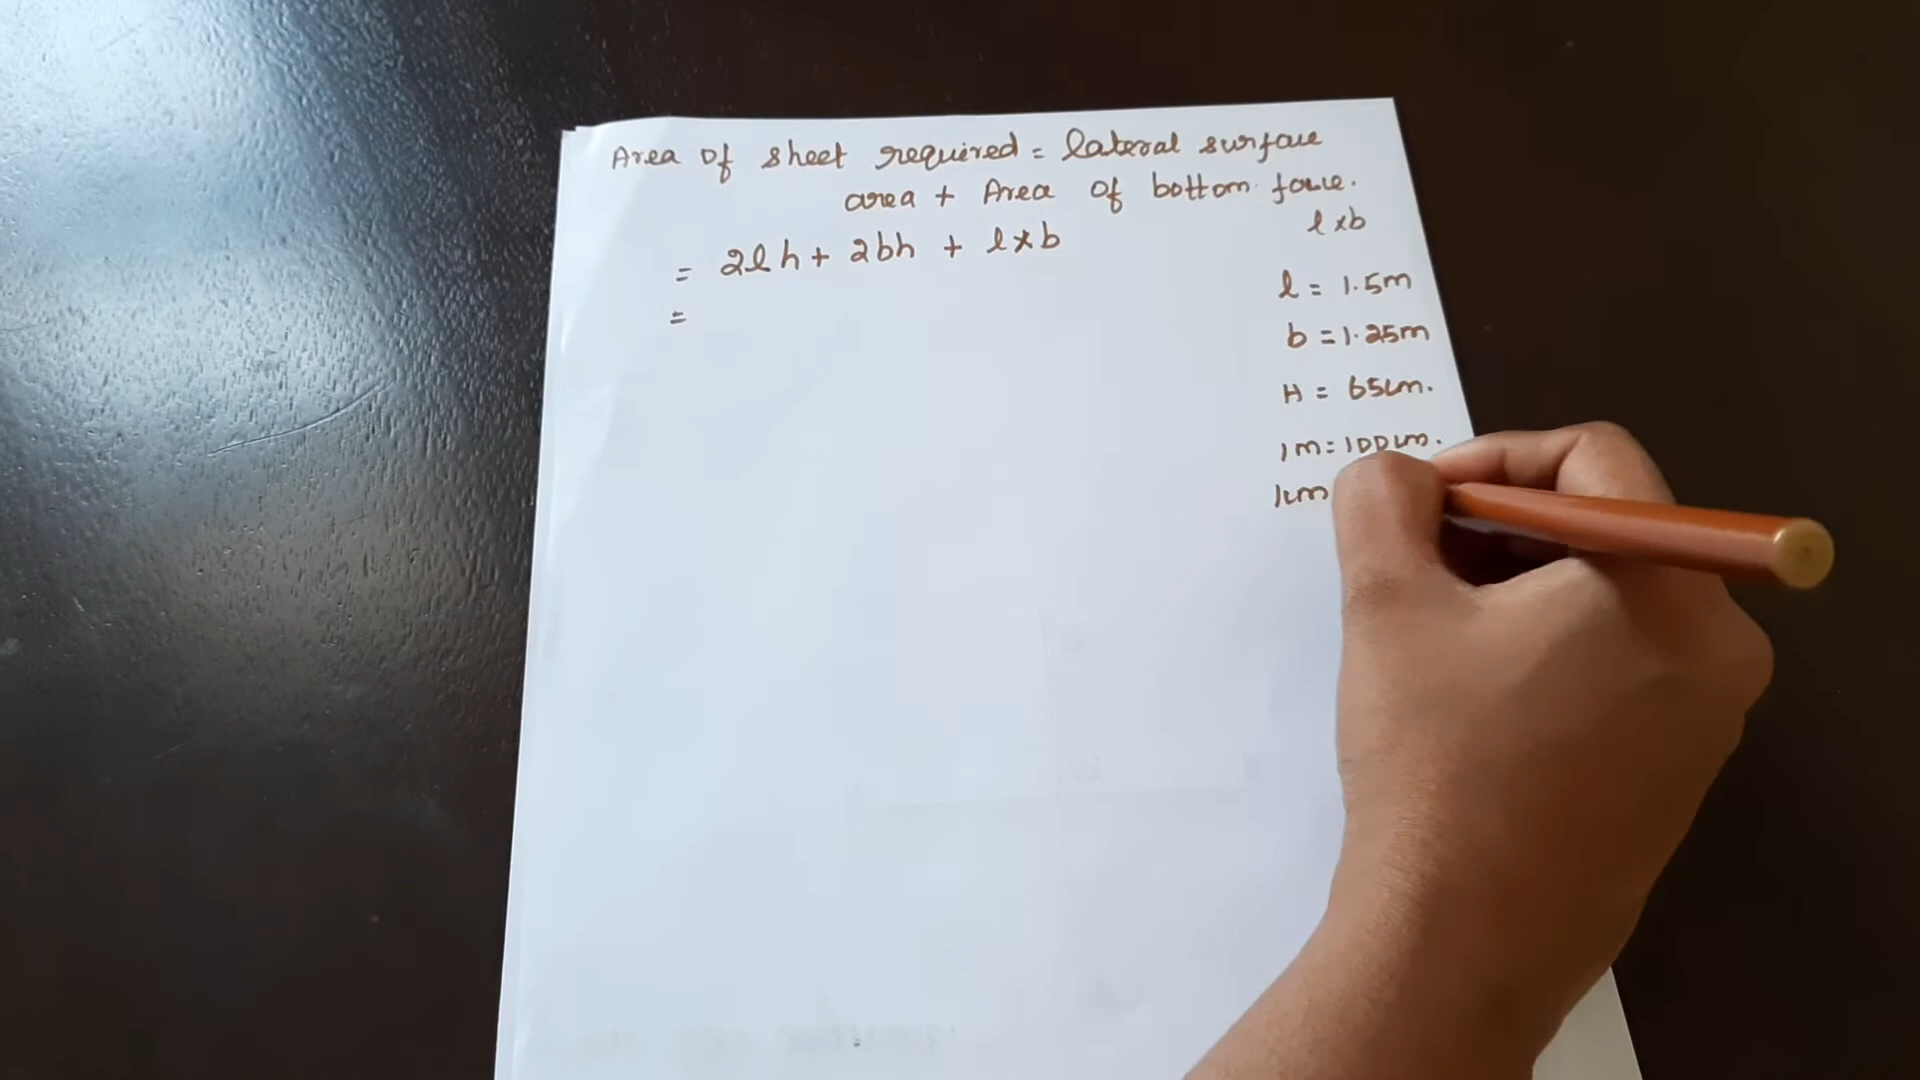 Area of sheet required = lateral surface
area + Area of bottom face.
l x b
= 2lh + 2bh + l x b
=
l = 1.5m
b = 1.25m
H = 65cm.
1m = 100cm.
1cm